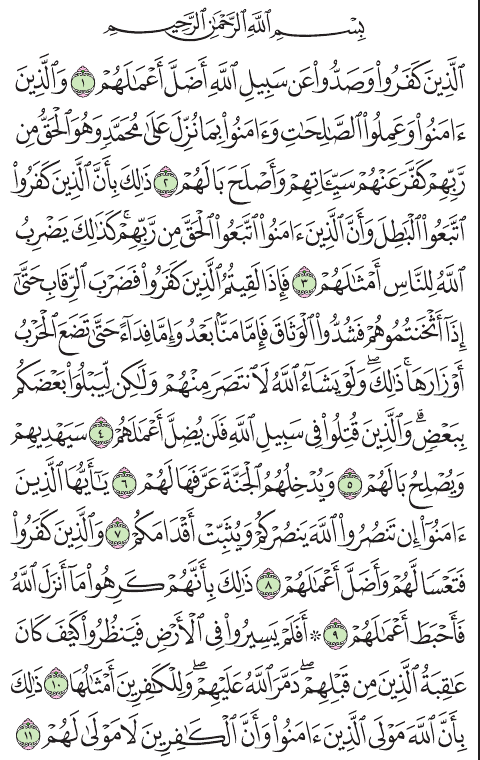 بِسْمِ ٱللَّهِ ٱلرَّحْمَٰنِ ٱلرَّحِيمِ
ٱلَّذِينَ كَفَرُوا۟ وَصَدُّوا۟ عَن سَبِيلِ ٱللَّهِ أَضَلَّ أَعْمَٰلَهُمْ ١ وَٱلَّذِينَ
ءَامَنُوا۟ وَعَمِلُوا۟ ٱلصَّٰلِحَٰتِ وَءَامَنُوا۟ بِمَا نُزِّلَ عَلَىٰ مُحَمَّدٍ وَهُوَ ٱلْحَقُّ مِن
رَّبِّهِمْ كَفَّرَ عَنْهُمْ سَيِّـَٔاتِهِمْ وَأَصْلَحَ بَالَهُمْ ٢ ذَٰلِكَ بِأَنَّ ٱلَّذِينَ كَفَرُوا۟
ٱتَّبَعُوا۟ ٱلْبَٰطِلَ وَأَنَّ ٱلَّذِينَ ءَامَنُوا۟ ٱتَّبَعُوا۟ ٱلْحَقَّ مِن رَّبِّهِمْ ۚ كَذَٰلِكَ يَضْرِبُ
ٱللَّهُ لِلنَّاسِ أَمْثَٰلَهُمْ ٣ فَإِذَا لَقِيتُمُ ٱلَّذِينَ كَفَرُوا۟ فَضَرْبَ ٱلرِّقَابِ حَتَّىٰٓ
إِذَآ أَثْخَنتُمُوهُمْ فَشُدُّوا۟ ٱلْوَثَاقَ فَإِمَّا مَنًّۢا بَعْدُ وَإِمَّا فِدَآءً حَتَّىٰ تَضَعَ ٱلْحَرْبُ
أَوْزَارَهَا ۚ ذَٰلِكَ ۖ وَلَوْ يَشَآءُ ٱللَّهُ لَٱنتَصَرَ مِنْهُمْ وَلَٰكِن لِّيَبْلُوَا۟ بَعْضَكُم
بِبَعْضٍ ۗ وَٱلَّذِينَ قُتِلُوا۟ فِى سَبِيلِ ٱللَّهِ فَلَن يُضِلَّ أَعْمَٰلَهُمْ ٤ سَيَهْدِيهِمْ
وَيُصْلِحُ بَالَهُمْ ٥ وَيُدْخِلُهُمُ ٱلْجَنَّةَ عَرَّفَهَا لَهُمْ ٦ يَٰٓأَيُّهَا ٱلَّذِينَ
ءَامَنُوٓا۟ إِن تَنصُرُوا۟ ٱللَّهَ يَنصُرْكُمْ وَيُثَبِّتْ أَقْدَامَكُمْ ٧ وَٱلَّذِينَ كَفَرُوا۟
فَتَعْسًا لَّهُمْ وَأَضَلَّ أَعْمَٰلَهُمْ ٨ ذَٰلِكَ بِأَنَّهُمْ كَرِهُوا۟ مَآ أَنزَلَ ٱللَّهُ
فَأَحْبَطَ أَعْمَٰلَهُمْ ٩ ۞ أَفَلَمْ يَسِيرُوا۟ فِى ٱلْأَرْضِ فَيَنظُرُوا۟ كَيْفَ كَانَ
عَٰقِبَةُ ٱلَّذِينَ مِن قَبْلِهِمْ ۚ دَمَّرَ ٱللَّهُ عَلَيْهِمْ ۖ وَلِلْكَٰفِرِينَ أَمْثَٰلُهَا ١٠ ذَٰلِكَ
بِأَنَّ ٱللَّهَ مَوْلَى ٱلَّذِينَ ءَامَنُوا۟ وَأَنَّ ٱلْكَٰفِرِينَ لَا مَوْلَىٰ لَهُمْ ١١